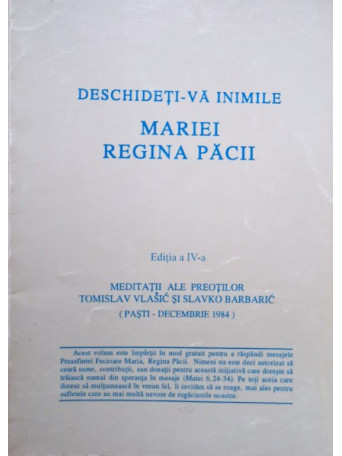 DESCHIDEȚI-VĂ INIMILE
MARIEI
REGINA PĂCII
Ediția a IV-a
MEDITAȚII ALE PREOȚILOR
TOMISLAV VLAŠIĆ ȘI SLAVKO BARBARIĆ
( PAȘTI - DECEMBRIE 1984 )
Acest volum este împărțit în mod gratuit pentru a răspândi mesajele
Preasfintei Fecioare Maria, Regina Păcii. Nimeni nu este deci autorizat să
ceară sume, contribuții, sau donații pentru această inițiativă care dorește să
trăiască numai din speranța în mesaje (Matei 6, 24-34). Pe toți aceia care
doresc să mulțumească în vreun fel, îi invităm să se roage, mai ales pentru
sufletele care au mai multă nevoie de rugăciunile noastre.